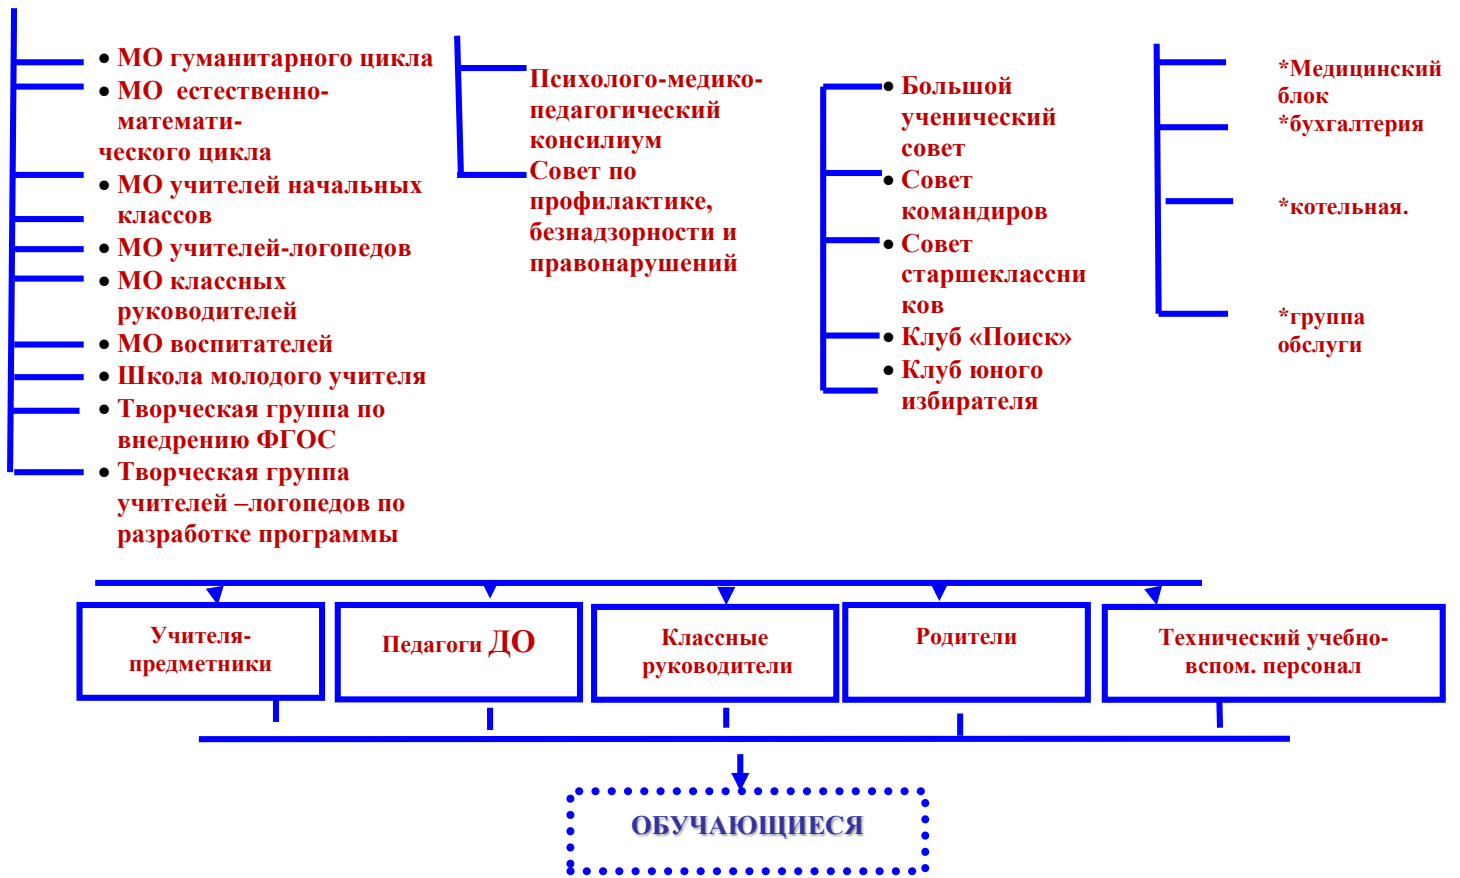 • МО гуманитарного цикла
• МО естественно-
математи-
ческого цикла
• МО учителей начальных
классов
• МО учителей-логопедов
• МО классных
руководителей
• МО воспитателей
• Школа молодого учителя
• Творческая группа по
внедрению ФГОС
• Творческая группа
учителей –логопедов по
разработке программы
Психолого-медико-
педагогический
консилиум
Совет по
профилактике,
безнадзорности и
правонарушений
• Большой
ученический
совет
• Совет
командиров
• Совет
старшеклассни
ков
• Клуб «Поиск»
• Клуб юного
избирателя
*Медицинский
блок
*бухгалтерия
*котельная.
*группа
обслуги
Учителя-
предметники
Педагоги ДО
Классные
руководители
Родители
Технический учебно-
вспом. персонал
ОБУЧАЮЩИЕСЯ